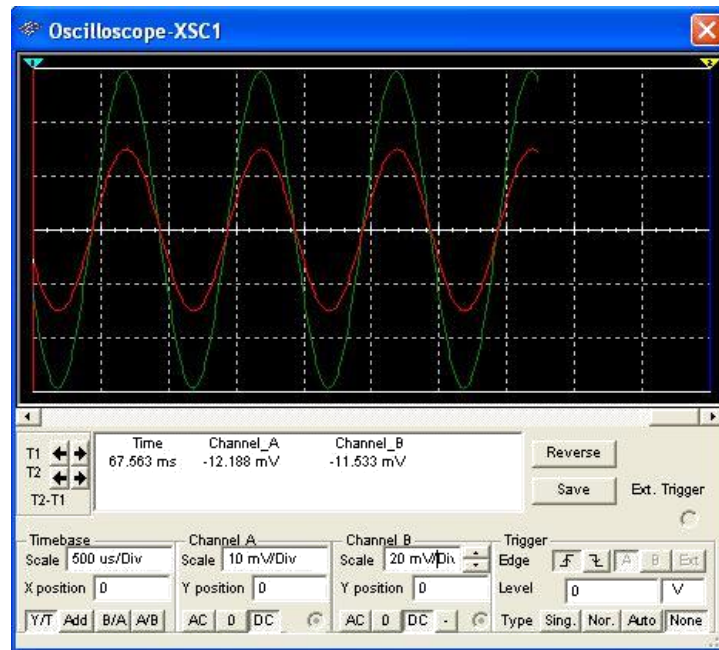 Oscilloscope-XSC1
1 2
Time Channel_A Channel_B
T1 67.563 ms -12.188 mV -11.533 mV
T2
T2-T1
Reverse
Save
Ext. Trigger
Timebase
Scale 500 us/Div
X position 0
Y/T Add B/A A/B
Channel A
Scale 10 mV/Div
Y position 0
AC 0 DC
Channel B
Scale 20 mV/Div
Y position 0
AC 0 DC -
Trigger
Edge A B Ext
Level 0 V
Type Sing. Nor. Auto None